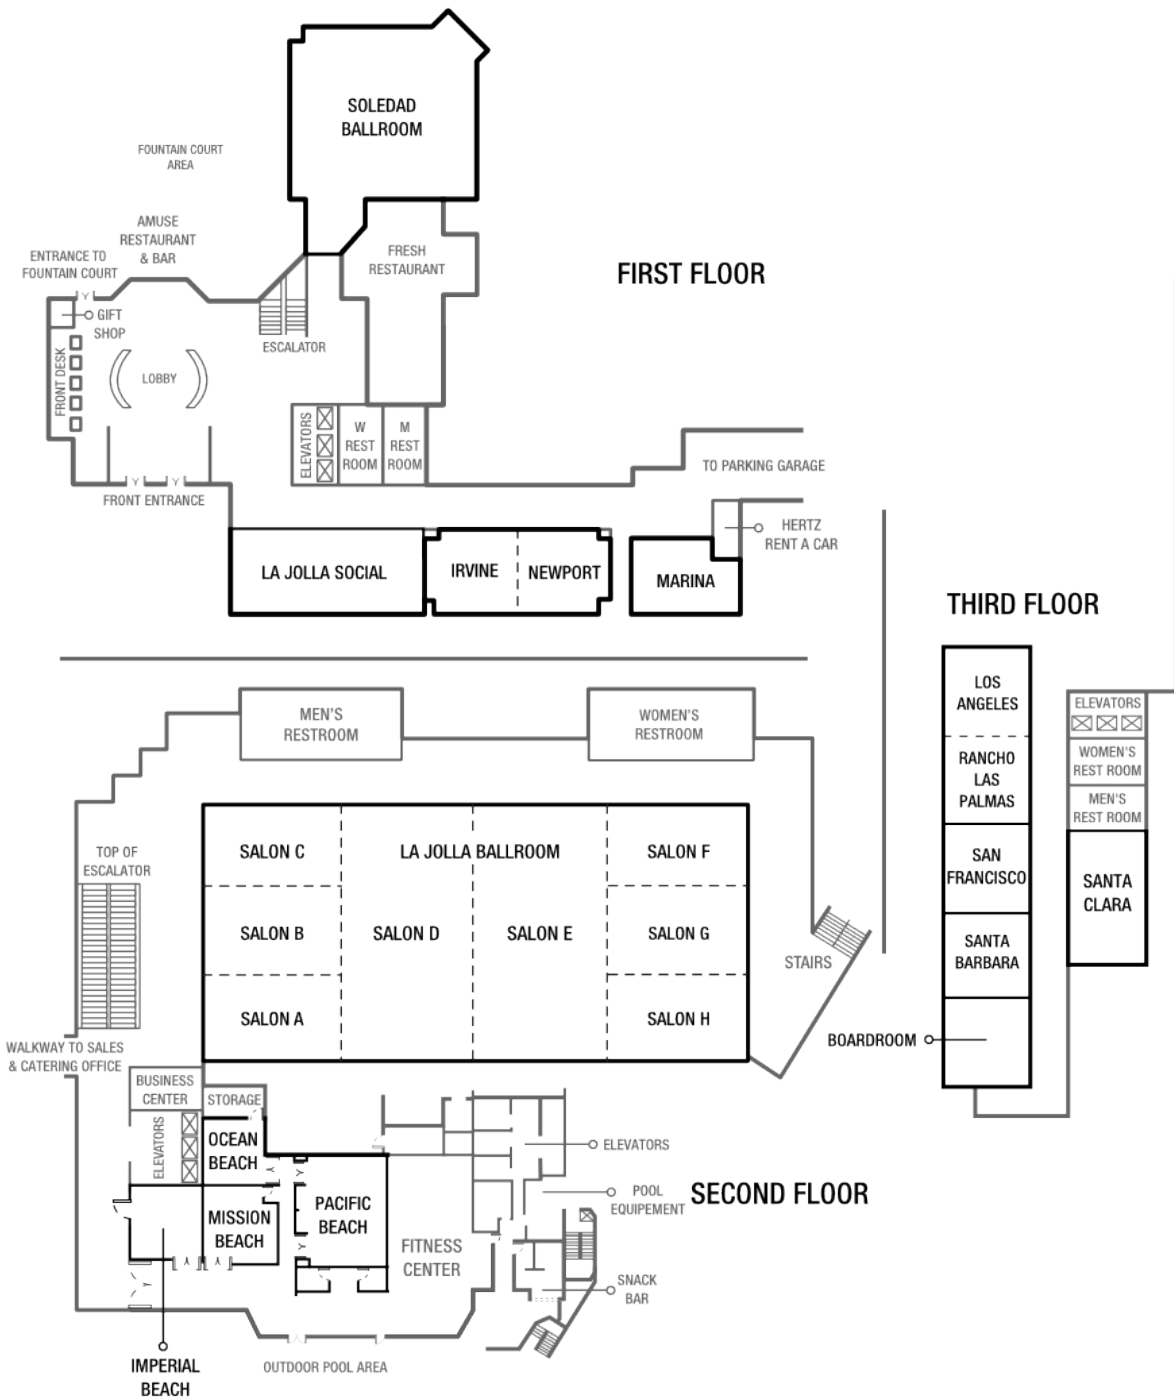 SOLEDAD
BALLROOM
FOUNTAIN COURT
AREA
AMUSE
RESTAURANT
& BAR
ENTRANCE TO
FOUNTAIN COURT
FRESH
RESTAURANT
FIRST FLOOR
GIFT
SHOP
ESCALATOR
FRONT DESK
LOBBY
ELEVATORS
W
REST
ROOM
M
REST
ROOM
TO PARKING GARAGE
FRONT ENTRANCE
HERTZ
RENT A CAR
LA JOLLA SOCIAL
IRVINE
NEWPORT
MARINA
THIRD FLOOR
LOS
ANGELES
ELEVATORS
RANCHO
LAS
PALMAS
WOMEN'S
REST ROOM
MEN'S
REST ROOM
SAN
FRANCISCO
SANTA
CLARA
SANTA
BARBARA
BOARDROOM
MEN'S
RESTROOM
WOMEN'S
RESTROOM
TOP OF
ESCALATOR
SALON C
LA JOLLA BALLROOM
SALON F
SALON B
SALON D
SALON E
SALON G
STAIRS
SALON A
SALON H
WALKWAY TO SALES
& CATERING OFFICE
BUSINESS
CENTER
STORAGE
ELEVATORS
OCEAN
BEACH
ELEVATORS
SECOND FLOOR
POOL
EQUIPEMENT
MISSION
BEACH
PACIFIC
BEACH
FITNESS
CENTER
SNACK
BAR
IMPERIAL
BEACH
OUTDOOR POOL AREA